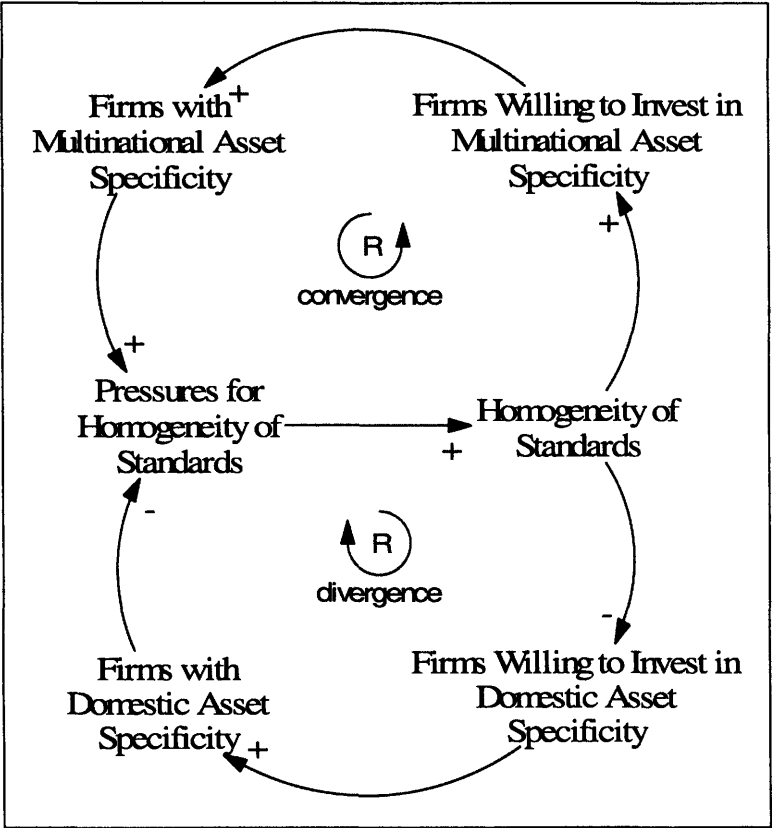 Firms with
Multinational Asset
Specificity
+
Firms Willing to Invest in
Multinational Asset
Specificity
+
R
convergence
+
Pressures for
Homogeneity of
Standards
+
Homogeneity of
Standards
-
R
divergence
-
Firms with
Domestic Asset
Specificity
+
Firms Willing to Invest in
Domestic Asset
Specificity